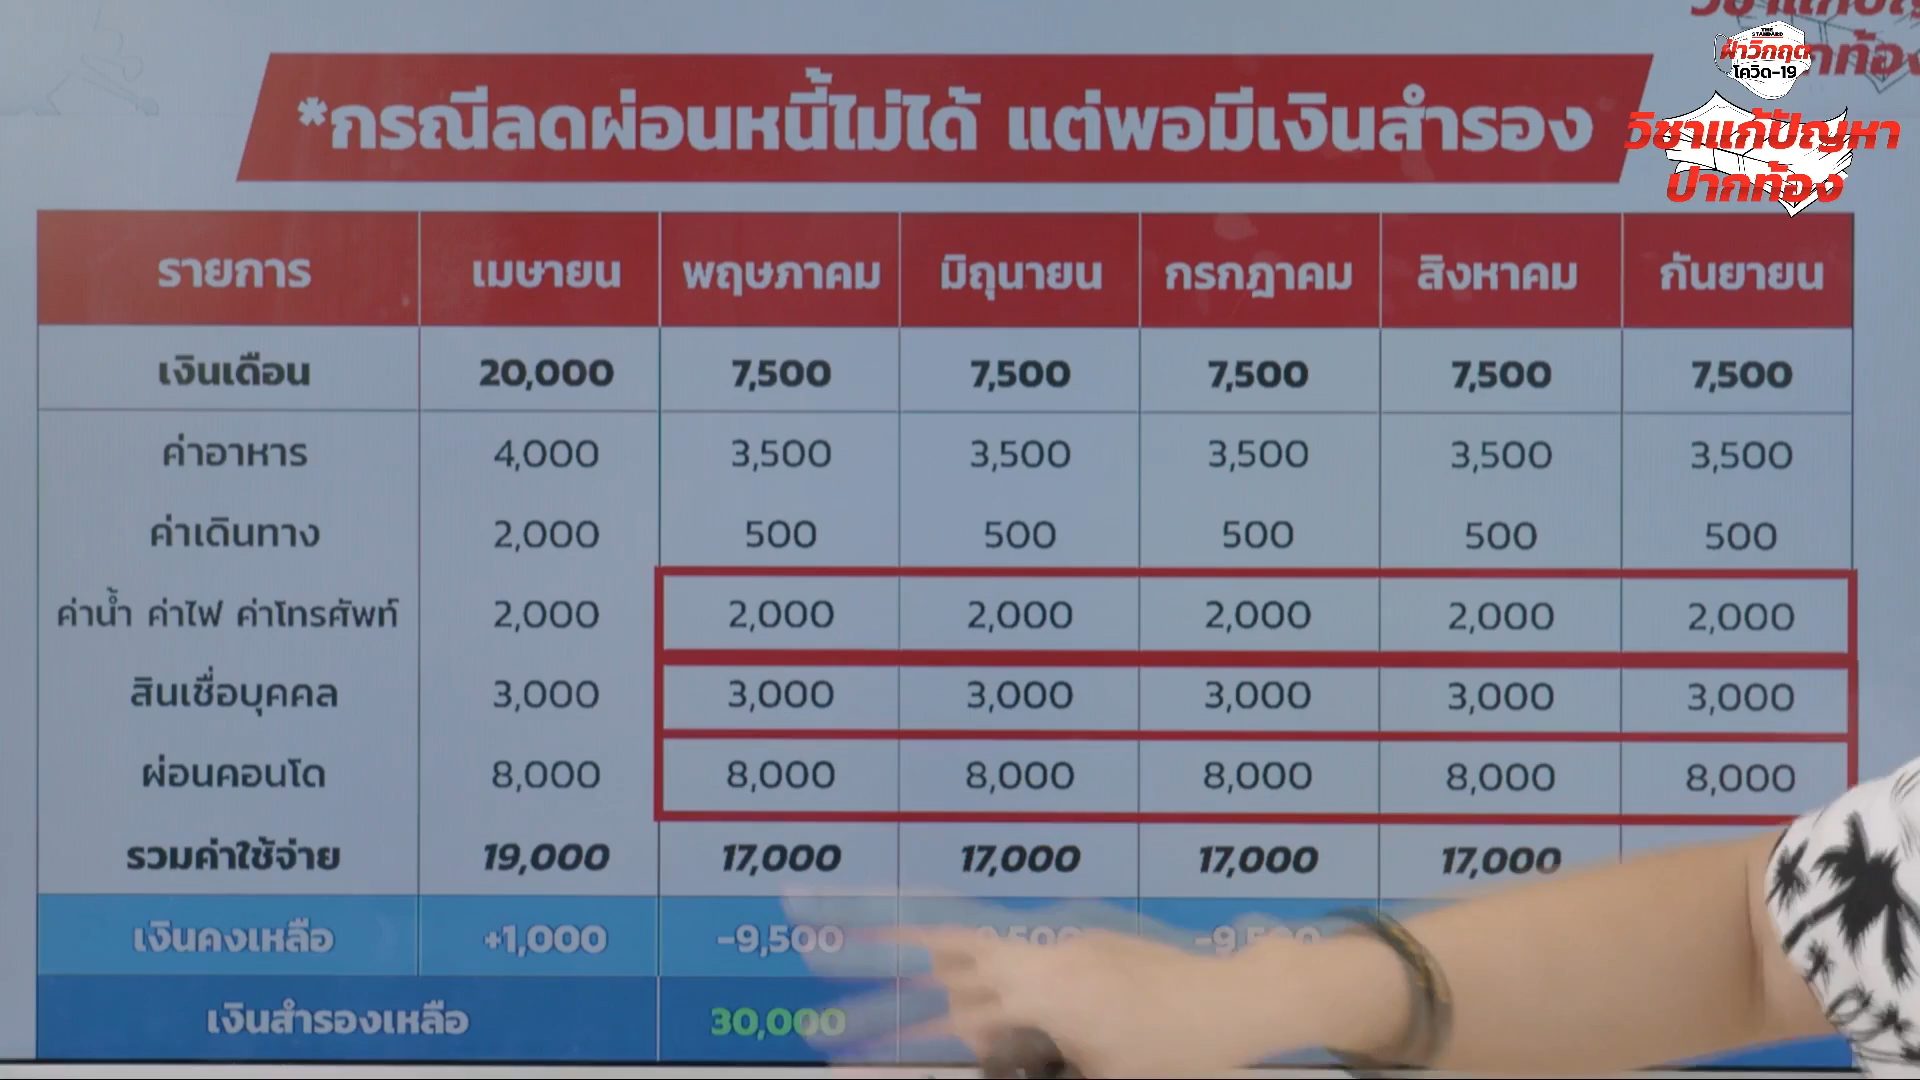 THE STANDARD
ฝ่าวิกฤต
โควิด-19
วิชาแก้ปัญหา
ปากท้อง
*กรณีลดผ่อนหนี้ไม่ได้ แต่พอมีเงินสำรอง
รายการ เมษายน พฤษภาคม มิถุนายน กรกฎาคม สิงหาคม กันยายน
เงินเดือน 20,000 7,500 7,500 7,500 7,500 7,500
ค่าอาหาร 4,000 3,500 3,500 3,500 3,500 3,500
ค่าเดินทาง 2,000 500 500 500 500 500
ค่าน้ำ ค่าไฟ ค่าโทรศัพท์ 2,000 2,000 2,000 2,000 2,000 2,000
สินเชื่อบุคคล 3,000 3,000 3,000 3,000 3,000 3,000
ผ่อนคอนโด 8,000 8,000 8,000 8,000 8,000 8,000
รวมค่าใช้จ่าย 19,000 17,000 17,000 17,000 17,000
เงินคงเหลือ +1,000 -9,500 -9,500
เงินสำรองเหลือ 30,000